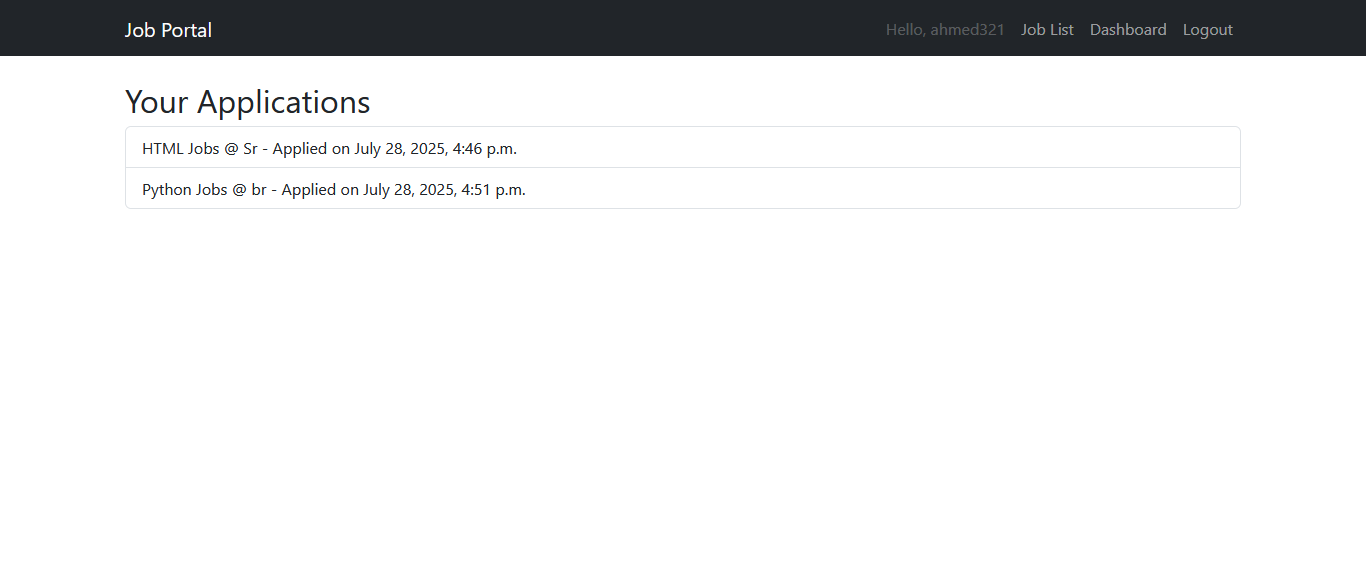 Job Portal Hello, ahmed321 Job List Dashboard Logout
Your Applications
HTML Jobs @ Sr - Applied on July 28, 2025, 4:46 p.m.
Python Jobs @ br - Applied on July 28, 2025, 4:51 p.m.